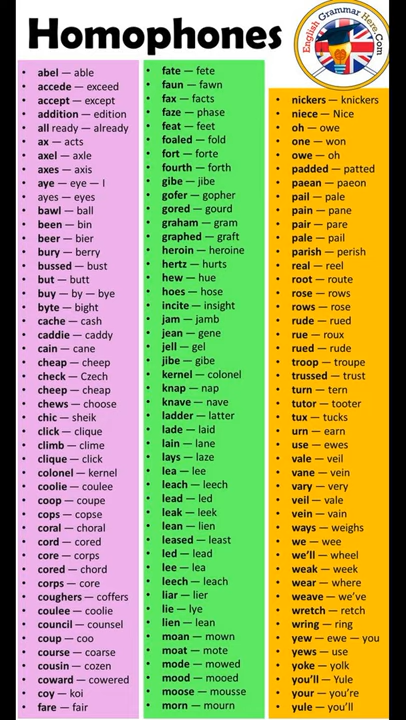 Homophones
English Grammar Here.Com
• abel — able
• accede — exceed
• accept — except
• addition — edition
• all ready — already
• ax — acts
• axel — axle
• axes — axis
• aye — eye — I
• ayes — eyes
• bawl — ball
• been — bin
• beer — bier
• bury — berry
• bussed — bust
• but — butt
• buy — by — bye
• byte — bight
• cache — cash
• caddie — caddy
• cain — cane
• cheap — cheep
• check — Czech
• cheep — cheap
• chews — choose
• chic — sheik
• click — clique
• climb — clime
• clique — click
• colonel — kernel
• coolie — coulee
• coop — coupe
• cops — copse
• coral — choral
• cord — cored
• core — corps
• cored — chord
• corps — core
• coughers — coffers
• coulee — coolie
• council — counsel
• coup — coo
• course — coarse
• cousin — cozen
• coward — cowered
• coy — koi
• fare — fair
• fate — fete
• faun — fawn
• fax — facts
• faze — phase
• feat — feet
• foaled — fold
• fort — forte
• fourth — forth
• gibe — jibe
• gofer — gopher
• gored — gourd
• graham — gram
• graphed — graft
• heroin — heroine
• hertz — hurts
• hew — hue
• hoes — hose
• incite — insight
• jam — jamb
• jean — gene
• jell — gel
• jibe — gibe
• kernel — colonel
• knap — nap
• knave — nave
• ladder — latter
• lade — laid
• lain — lane
• lays — laze
• lea — lee
• leach — leech
• lead — led
• leak — leek
• lean — lien
• leased — least
• led — lead
• lee — lea
• leech — leach
• liar — lier
• lie — lye
• lien — lean
• moan — mown
• moat — mote
• mode — mowed
• mood — mooed
• moose — mousse
• morn — mourn
• nickers — knickers
• niece — Nice
• oh — owe
• one — won
• owe — oh
• padded — patted
• paean — paeon
• pail — pale
• pain — pane
• pair — pare
• pale — pail
• parish — perish
• real — reel
• root — route
• rose — rows
• rows — rose
• rude — rued
• rue — roux
• rued — rude
• troop — troupe
• trussed — trust
• turn — tern
• tutor — tooter
• tux — tucks
• urn — earn
• use — ewes
• vale — veil
• vane — vein
• vary — very
• veil — vale
• vein — vain
• ways — weighs
• we — wee
• we'll — wheel
• weak — week
• wear — where
• weave — we've
• wretch — retch
• wring — ring
• yew — ewe — you
• yews — use
• yoke — yolk
• you'll — Yule
• your — you're
• yule — you'll